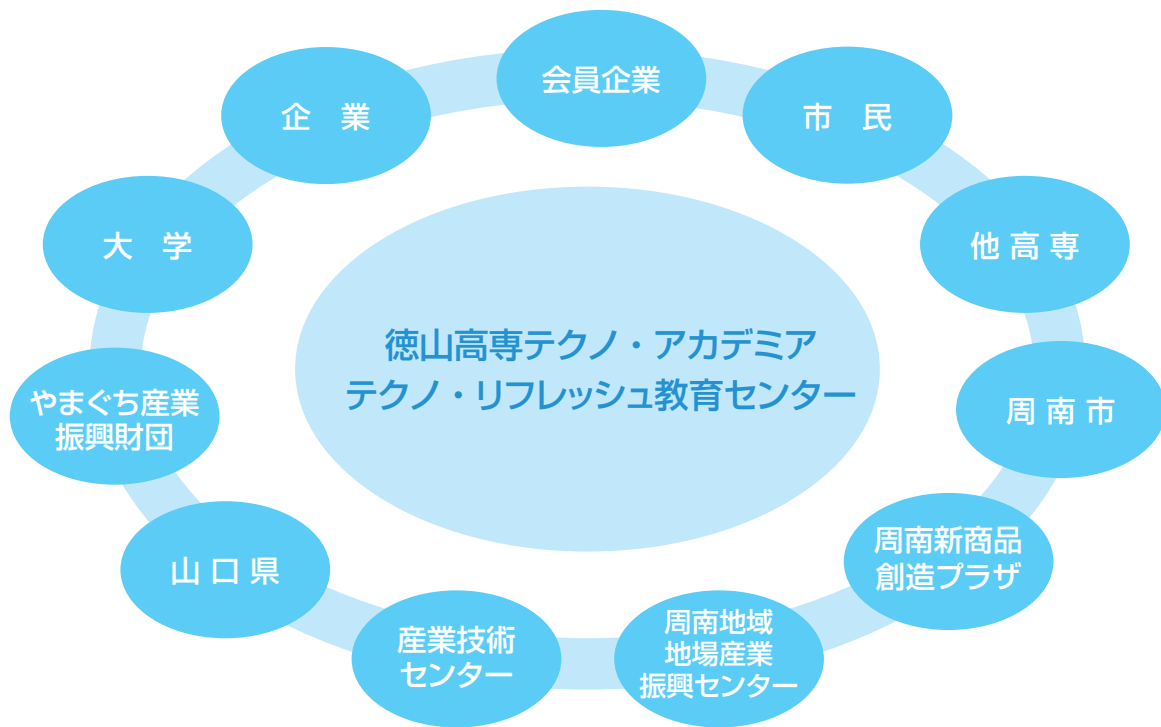 会員企業
企　業
市　民
大　学
他 高 専
徳山高専テクノ・アカデミア
テクノ・リフレッシュ教育センター
やまぐち産業
振興財団
周 南 市
山 口 県
周南新商品
創造プラザ
産業技術
センター
周南地域
地場産業
振興センター